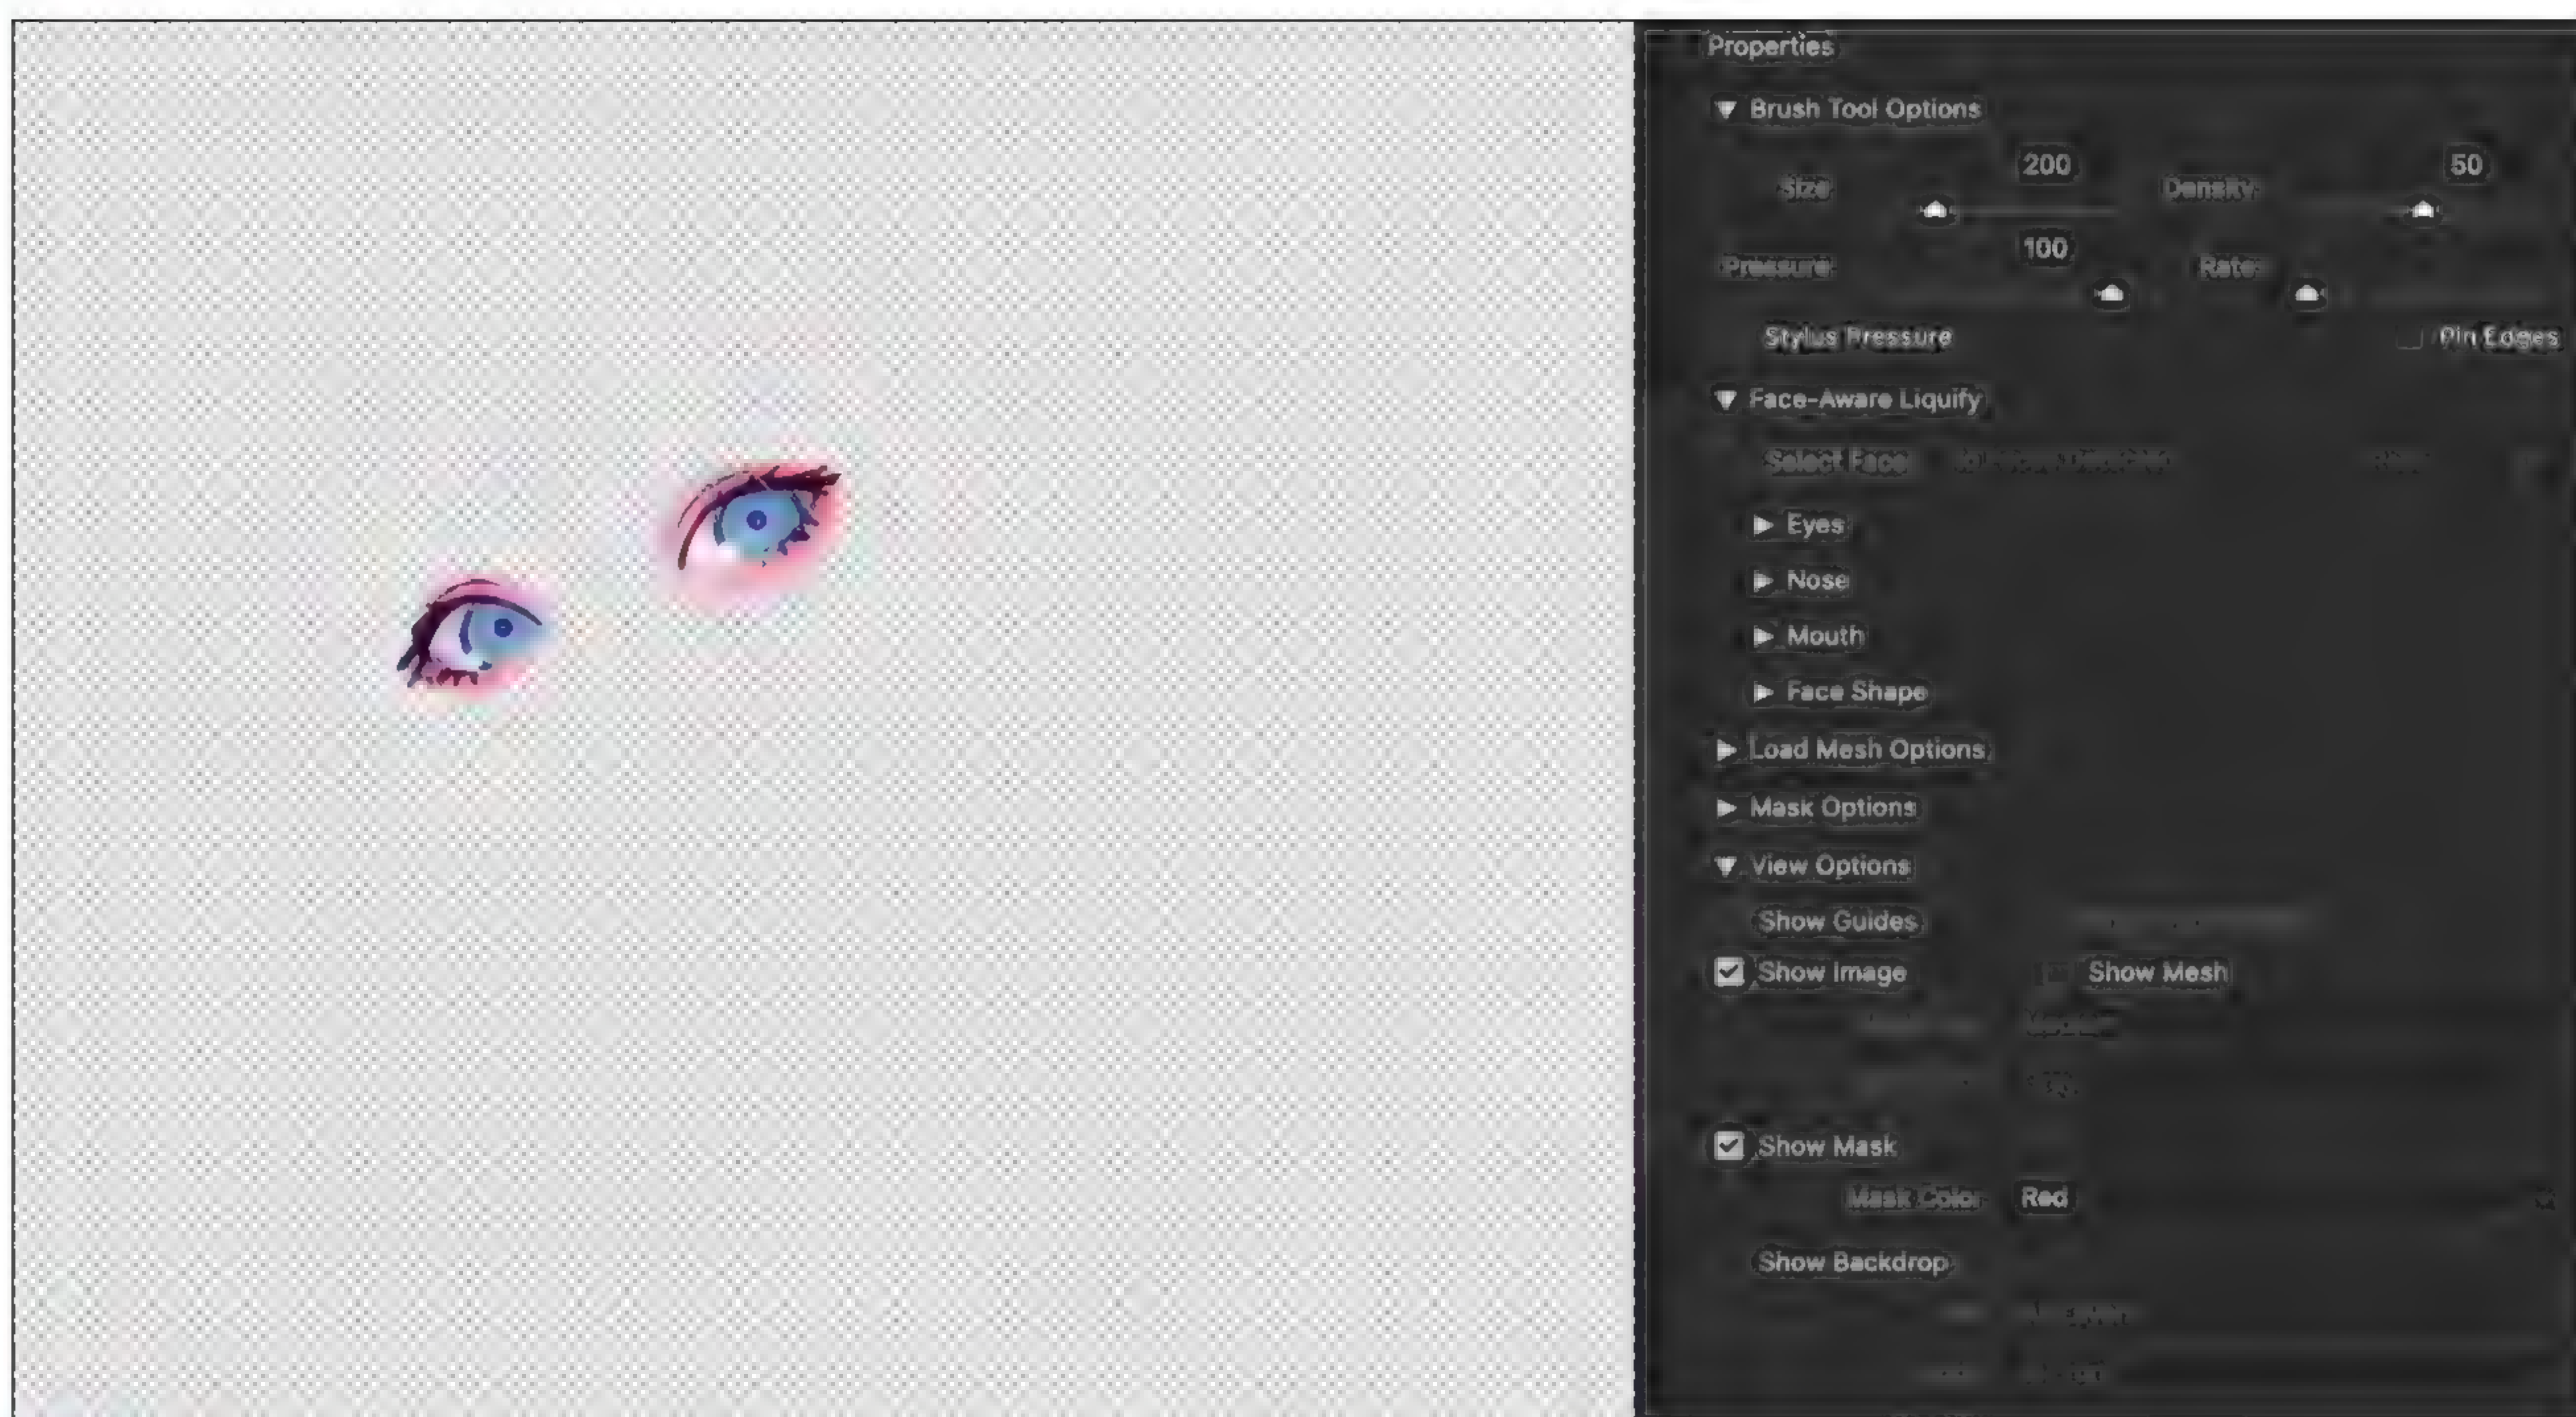 Properties
Brush Tool Options
Size 200 Density 50
Pressure 100 Rate
Stylus Pressure Pin Edges
Face-Aware Liquify
Select Face
Eyes
Nose
Mouth
Face Shape
Load Mesh Options
Mask Options
View Options
Show Guides
Show Image Show Mesh
Show Mask
Mask Color Red
Show Backdrop